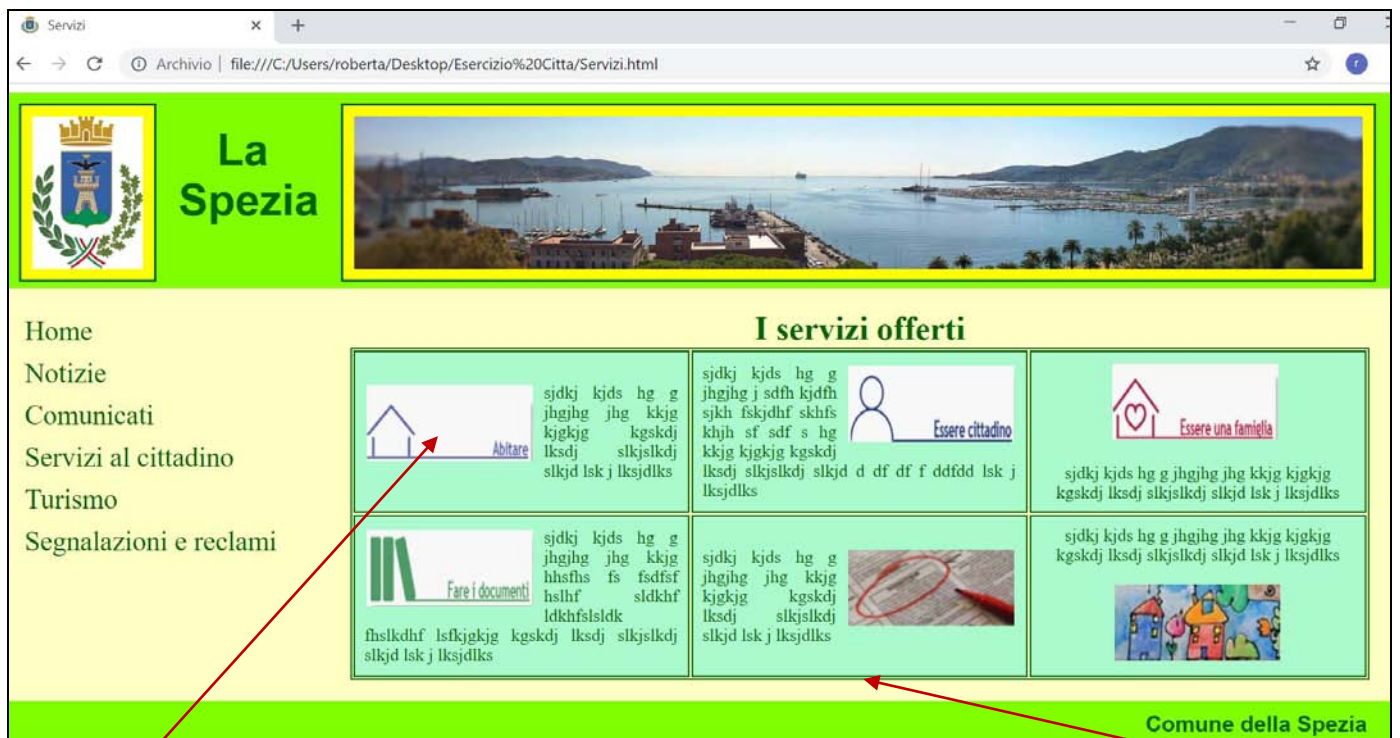 Servizi
Archivio | file:///C:/Users/roberta/Desktop/Esercizio%20Citta/Servizi.html
r
La
Spezia
Home
Notizie
Comunicati
Servizi al cittadino
Turismo
Segnalazioni e reclami
I servizi offerti
Abitare
sjdkj kjds hg g
jhgjhg jhg kkjg
kjgkjg kgskdj
lksdj slkjslkdj
slkjd lsk j lksjdlks
sjdkj kjds hg g
jhgjhg j sdfh kjdfh
sjkh fskjdhf skhfs
khjh sf sdf s hg
kkjg kjgkjg kgskdj
lksdj slkjslkdj slkjd d df df f ddfdd lsk j
lksjdlks
Essere cittadino
Essere una famiglia
sjdkj kjds hg g jhgjhg jhg kkjg kjgkjg
kgskdj lksdj slkjslkdj slkjd lsk j lksjdlks
Fare i documenti
sjdkj kjds hg g
jhgjhg jhg kkjg
hhsfhs fs fsdfsf
hslhf sldkhf
ldkhfslsldk
fhslkdhf lsfkjgkjg kgskdj lksdj slkjslkdj
slkjd lsk j lksjdlks
sjdkj kjds hg g
jhgjhg jhg kkjg
kjgkjg kgskdj
lksdj slkjslkdj
slkjd lsk j lksjdlks
sjdkj kjds hg g jhgjhg jhg kkjg kjgkjg
kgskdj lksdj slkjslkdj slkjd lsk j lksjdlks
Comune della Spezia